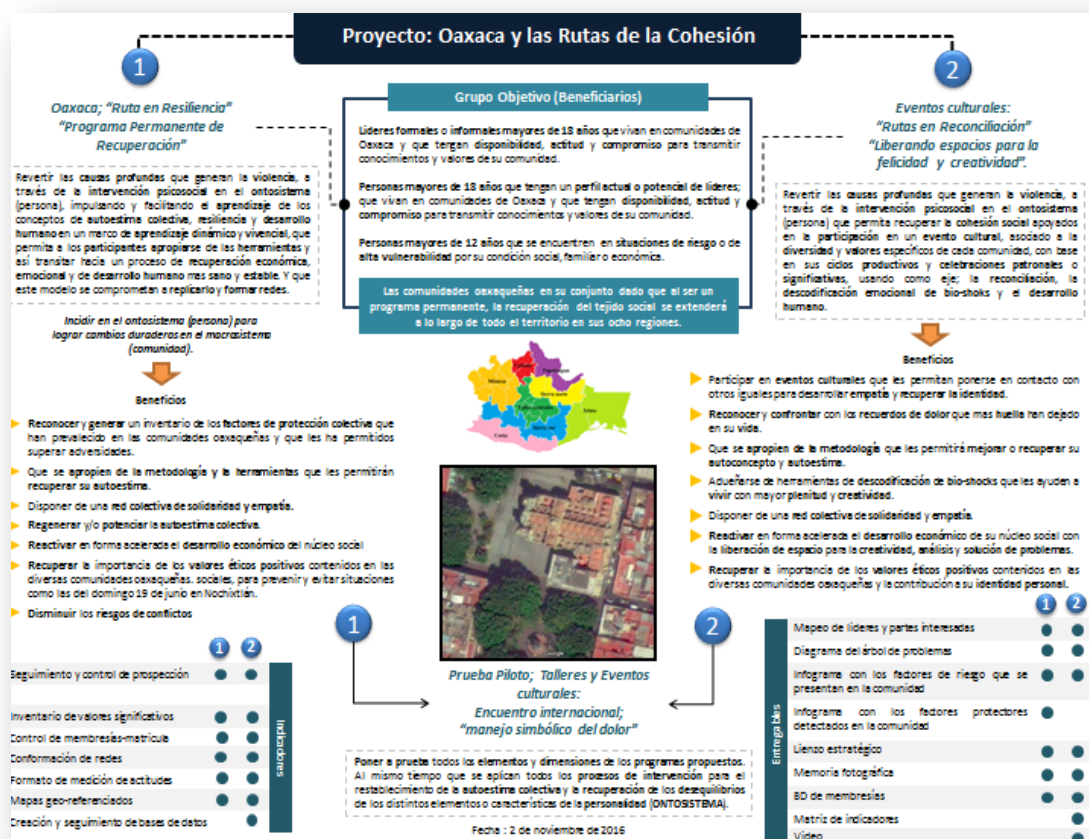 Proyecto: Oaxaca y las Rutas de la Cohesión
1
2
Oaxaca; “Ruta en Resiliencia”
“Programa Permanente de
Recuperación”
Revertir las causas profundas que generan la violencia, a
través de la intervención psicosocial en el ontosistema
(persona), impulsando y facilitando el aprendizaje de los
conceptos de autoestima colectiva, resiliencia y desarrollo
humano en un marco de aprendizaje dinámico y vivencial, que
permita a los participantes apropiarse de las herramientas y
así transitar hacia un proceso de recuperación económica,
emocional y de desarrollo humano mas sano y estable. Y que
este modelo se comprometan a replicarlo y formar redes.
Incidir en el ontosistema (persona) para
lograr cambios duraderos en el macrosistema
(comunidad).
Beneficios
Reconocer y generar un inventario de los factores de protección colectiva que
han prevalecido en las comunidades oaxaqueñas y que les ha permitidos
superar adversidades.
Que se apropien de la metodología y la herramientas que les permitirán
recuperar su autoestima.
Disponer de una red colectiva de solidaridad y empatía.
Regenerar y/o potenciar la autoestima colectiva.
Reactivar en forma acelerada el desarrollo económico del núcleo social
Recuperar la importancia de los valores éticos positivos contenidos en las
diversas comunidades oaxaqueñas. sociales, para prevenir y evitar situaciones
como las del domingo 19 de junio en Nochixtlán.
Disminuir los riesgos de conflictos
Grupo Objetivo (Beneficiarios)
Lideres formales o informales mayores de 18 años que vivan en comunidades de
Oaxaca y que tengan disponibilidad, actitud y compromiso para transmitir
conocimientos y valores de su comunidad.
Personas mayores de 18 años que tengan un perfil actual o potencial de líderes;
que vivan en comunidades de Oaxaca y que tengan disponibilidad, actitud y
compromiso para transmitir conocimientos y valores de su comunidad.
Personas mayores de 12 años que se encuentren en situaciones de riesgo o de
alta vulnerabilidad por su condición social, familiar o económica.
Las comunidades oaxaqueñas en su conjunto dado que al ser un
programa permanente, la recuperación del tejido social se extenderá
a lo largo de todo el territorio en sus ocho regiones.
Eventos culturales:
“Rutas en Reconciliación”
“Liberando espacios para la
felicidad y creatividad”.
Revertir las causas profundas que generan la violencia, a
través de la intervención psicosocial en el ontosistema
(persona) que permita recuperar la cohesión social apoyados
en la participación en un evento cultural, asociado a la
diversidad y valores específicos de cada comunidad, con base
en sus ciclos productivos y celebraciones patronales o
significativas, usando como eje; la reconciliación, la
descodificación emocional de bio-shoks y el desarrollo
humano.
Beneficios
Participar en eventos culturales que les permitan ponerse en contacto con
otros iguales para desarrollar empatía y recuperar la identidad.
Reconocer y confrontar con los recuerdos de dolor que mas huella han dejado
en su vida.
Que se apropien de la metodología que les permitirá mejorar o recuperar su
autoconcepto y autoestima.
Adueñarse de herramientas de descodificación de bio-shocks que les ayuden a
vivir con mayor plenitud y creatividad.
Disponer de una red colectiva de solidaridad y empatía.
Reactivar en forma acelerada el desarrollo económico de su núcleo social con
la liberación de espacio para la creatividad, análisis y solución de problemas.
Recuperar la importancia de los valores éticos positivos contenidos en las
diversas comunidades oaxaqueñas y la contribución a su identidad personal.
1
2
Google
Prueba Piloto; Talleres y Eventos
culturales:
Encuentro internacional;
“manejo simbólico del dolor”
Poner a prueba todos los elementos y dimensiones de los programas propuestos.
Al mismo tiempo que se aplican todos los procesos de intervención para el
restablecimiento de la autoestima colectiva y la recuperación de los desequilibrios
de los distintos elementos o características de la personalidad (ONTOSISTEMA).
Fecha : 2 de noviembre de 2016
1 2
Seguimiento y control de prospección
Inventario de valores significativos
Control de membresías-matricula
Conformación de redes
Formato de medición de actitudes
Mapas geo-referenciados
Creación y seguimiento de bases de datos
Indicadores
1 2
Entregables
Mapeo de líderes y partes interesadas
Diagrama del árbol de problemas
Infograma con los factores de riesgo que se
presentan en la comunidad
Infograma con los factores protectores
detectados en la comunidad
Lienzo estratégico
Memoria fotográfica
BD de membresías
Matriz de indicadores
Video